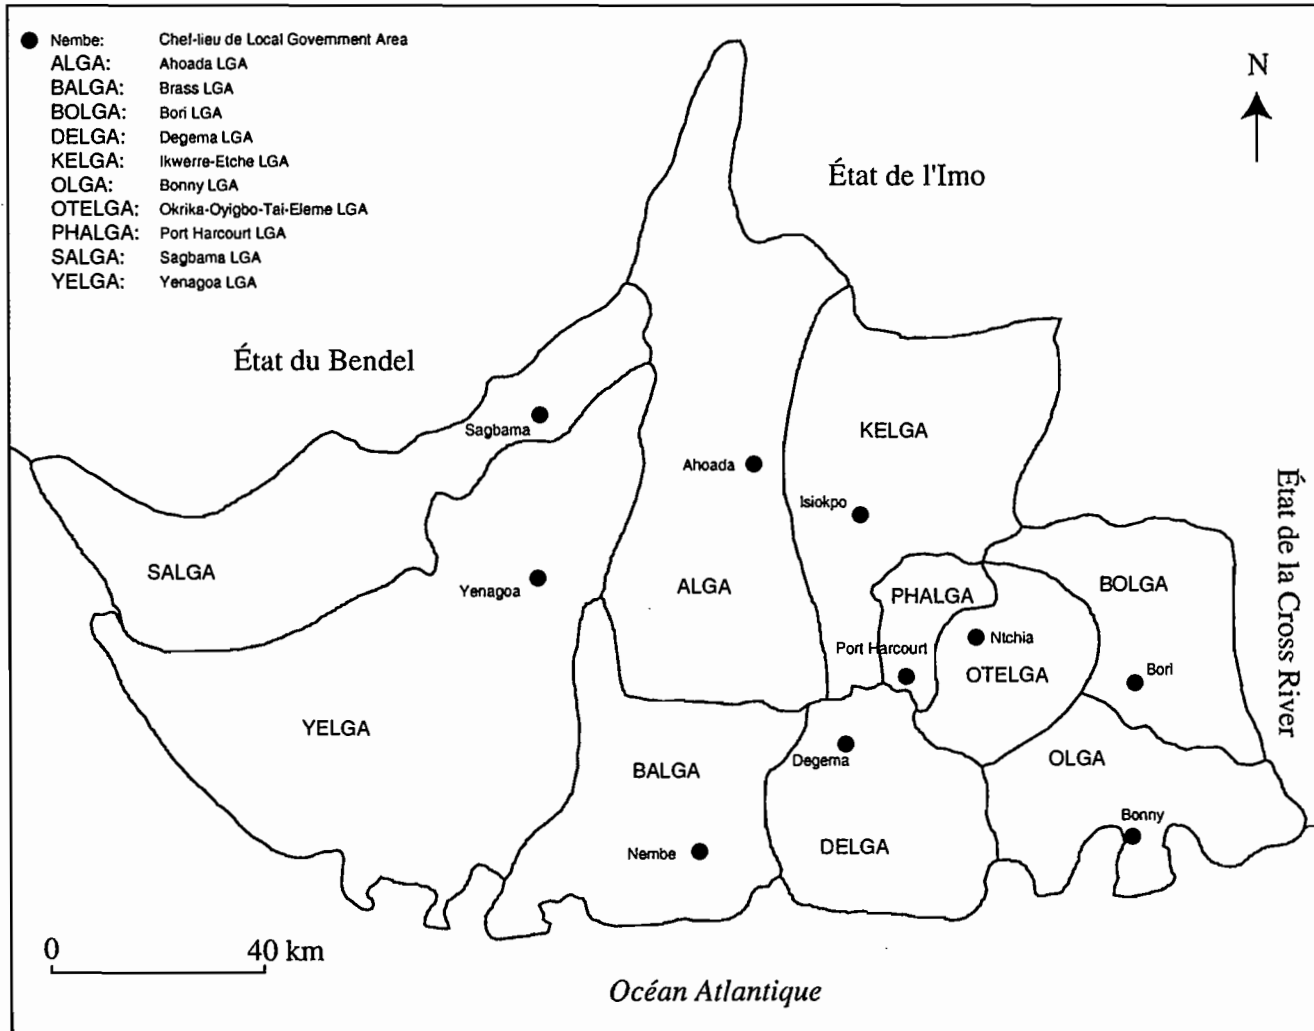 Nembe: Chef-lieu de Local Government Area
ALGA: Ahoada LGA
BALGA: Brass LGA
BOLGA: Bori LGA
DELGA: Degema LGA
KELGA: Ikwerre-Etche LGA
OLGA: Bonny LGA
OTELGA: Okrika-Oyigbo-Tai-Eleme LGA
PHALGA: Port Harcourt LGA
SALGA: Sagbama LGA
YELGA: Yenagoa LGA
N
État de l'Imo
État du Bendel
Sagbama
KELGA
Ahoada
Isiokpo
État de la Cross River
SALGA
Yenagoa
ALGA
PHALGA
BOLGA
Ntchia
Port Harcourt
OTELGA
Bori
YELGA
BALGA
Degema
OLGA
Bonny
Nembe
DELGA
0 40 km
Océan Atlantique